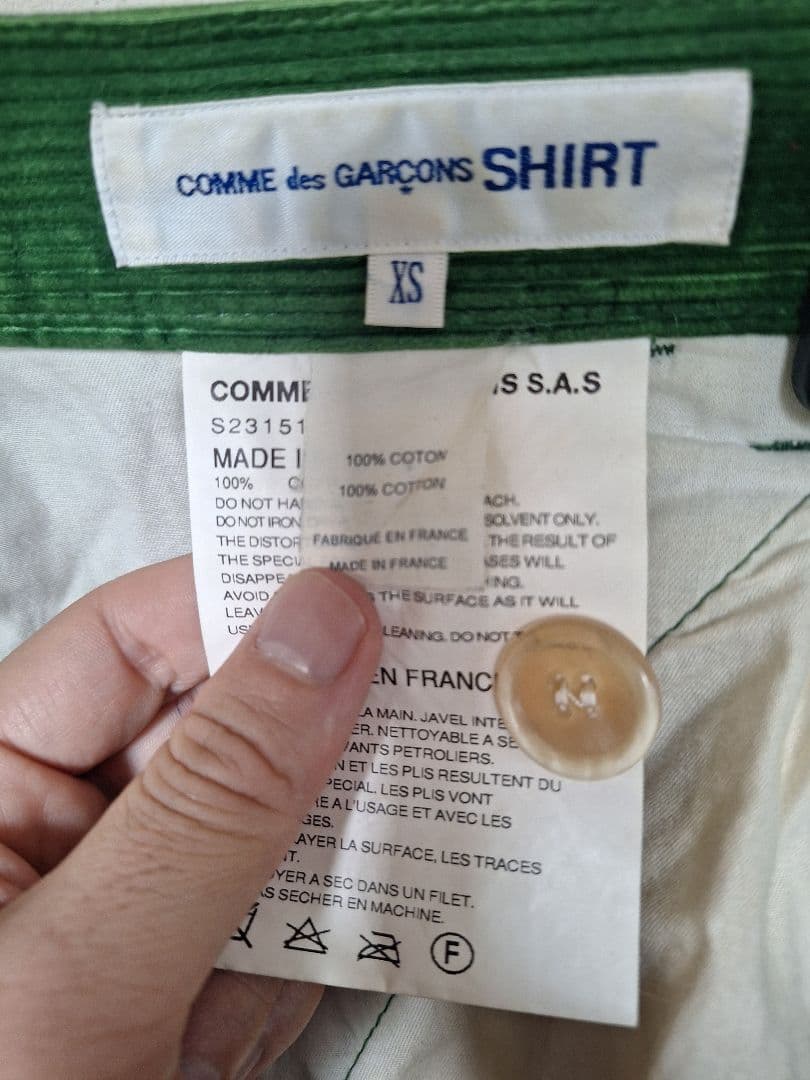 COMME des GARÇONS SHIRT
XS
COMME S S.A.S
S23151
MADE I
100% C
100% COTON
100% COTTON
FABRIQUE EN FRANCE
MADE IN FRANCE
DO NOT HA ACH.
DO NOT IRON SOLVENT ONLY.
THE DISTOR THE RESULT OF
THE SPECI SES WILL
DISAPPE ING.
AVOID THE SURFACE AS IT WILL
LEAV
US LEANING. DO NOT
EN FRANC
LA MAIN. JAVEL INTE
ER. NETTOYABLE A SE
VANTS PETROLIERS.
N ET LES PLIS RESULTENT DU
PECIAL. LES PLIS VONT
RE A L'USAGE ET AVEC LES
GES.
AYER LA SURFACE, LES TRACES
T.
YER A SEC DANS UN FILET.
AS SECHER EN MACHINE.
F